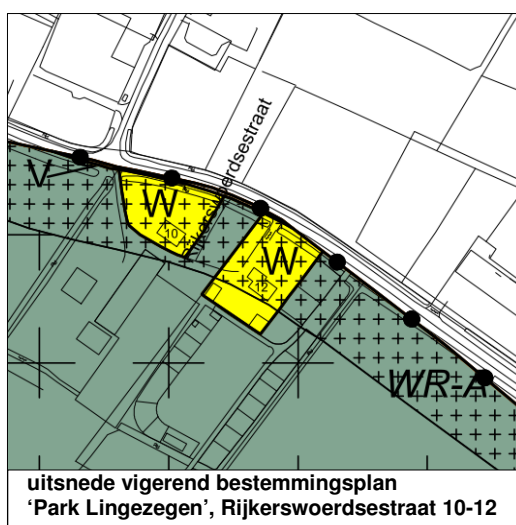 Rijkerswoerdsestraat
V
W
10
W
12
WR-A
uitsnede vigerend bestemmingsplan
‘Park Lingezegen’, Rijkerswoerdsestraat 10-12